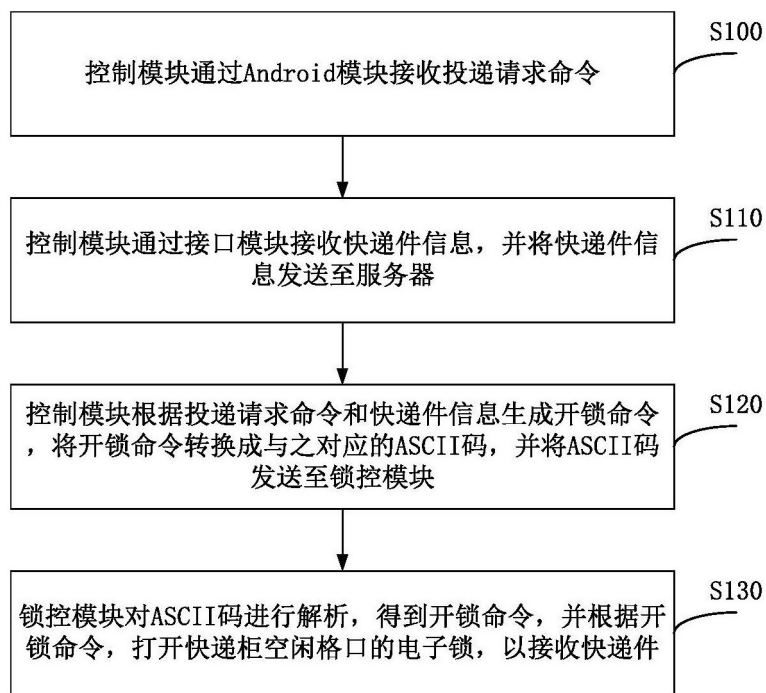 S100
控制模块通过Android模块接收投递请求命令
S110
控制模块通过接口模块接收快递件信息，并将快递件信
息发送至服务器
S120
控制模块根据投递请求命令和快递件信息生成开锁命令
，将开锁命令转换成与之对应的ASCII码，并将ASCII码
发送至锁控模块
S130
锁控模块对ASCII码进行解析，得到开锁命令，并根据开
锁命令，打开快递柜空闲格口的电子锁，以接收快递件